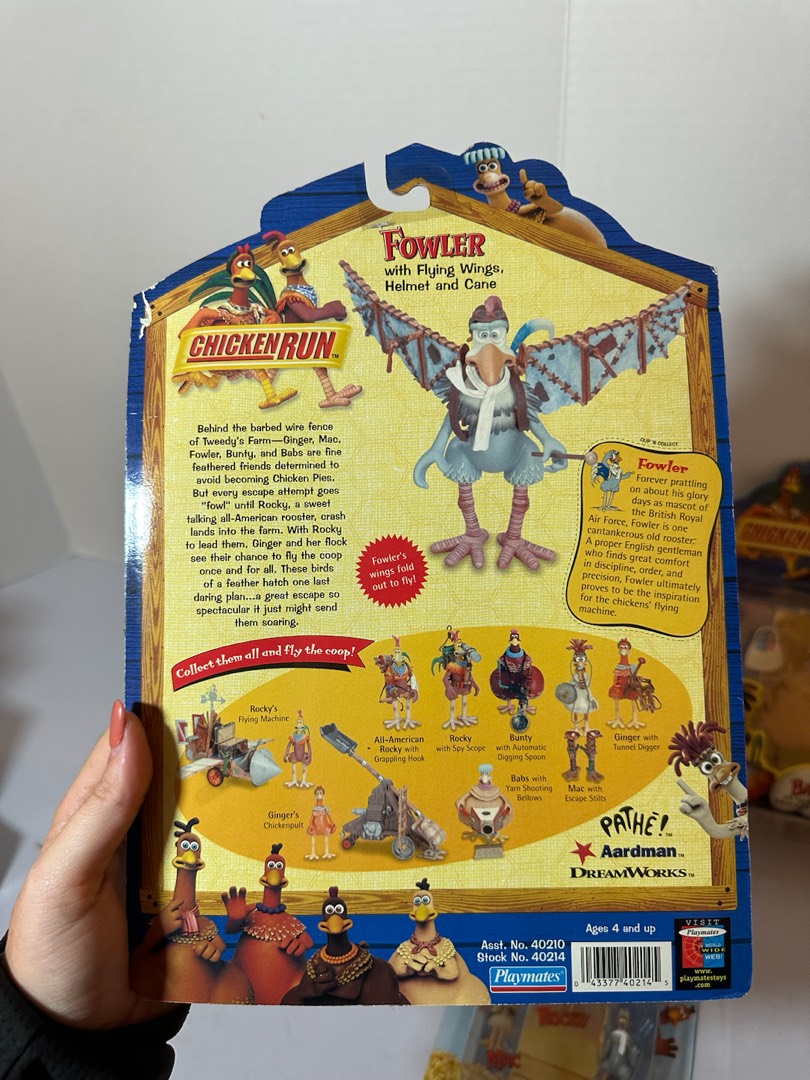 FOWLER
with Flying Wings,
Helmet and Cane
CHICKEN RUN™
Behind the barbed wire fence
of Tweedy's Farm—Ginger, Mac,
Fowler, Bunty, and Babs are fine
feathered friends determined to
avoid becoming Chicken Pies.
But every escape attempt goes
"fowl" until Rocky, a sweet
talking all-American rooster, crash
lands into the farm. With Rocky
to lead them, Ginger and her flock
see their chance to fly the coop
once and for all. These birds
of a feather hatch one last
daring plan...a great escape so
spectacular it just might send
them soaring.
Fowler's
wings fold
out to fly!
CLIP 'N COLLECT
Fowler
Forever prattling
on about his glory
days as mascot of
the British Royal
Air Force, Fowler is one
cantankerous old rooster.
A proper English gentleman
who finds great comfort
in discipline, order, and
precision, Fowler ultimately
proves to be the inspiration
for the chickens' flying
machine.
Collect them all and fly the coop!
Rocky's
Flying Machine
All-American
Rocky with
Grappling Hook
Rocky
with Spy Scope
Bunty
with Automatic
Digging Spoon
Ginger with
Tunnel Digger
Ginger's
Chickenpult
Babs with
Yarn Shooting
Bellows
Mac with
Escape Stilts
PATHÉ!™
Aardman™
DREAMWORKS™
Ages 4 and up
Asst. No. 40210
Stock No. 40214
Playmates®
0 43377 40214 5
VISIT
Playmates
WORLD
WIDE
WEB!
www.
playmatestoys
.com